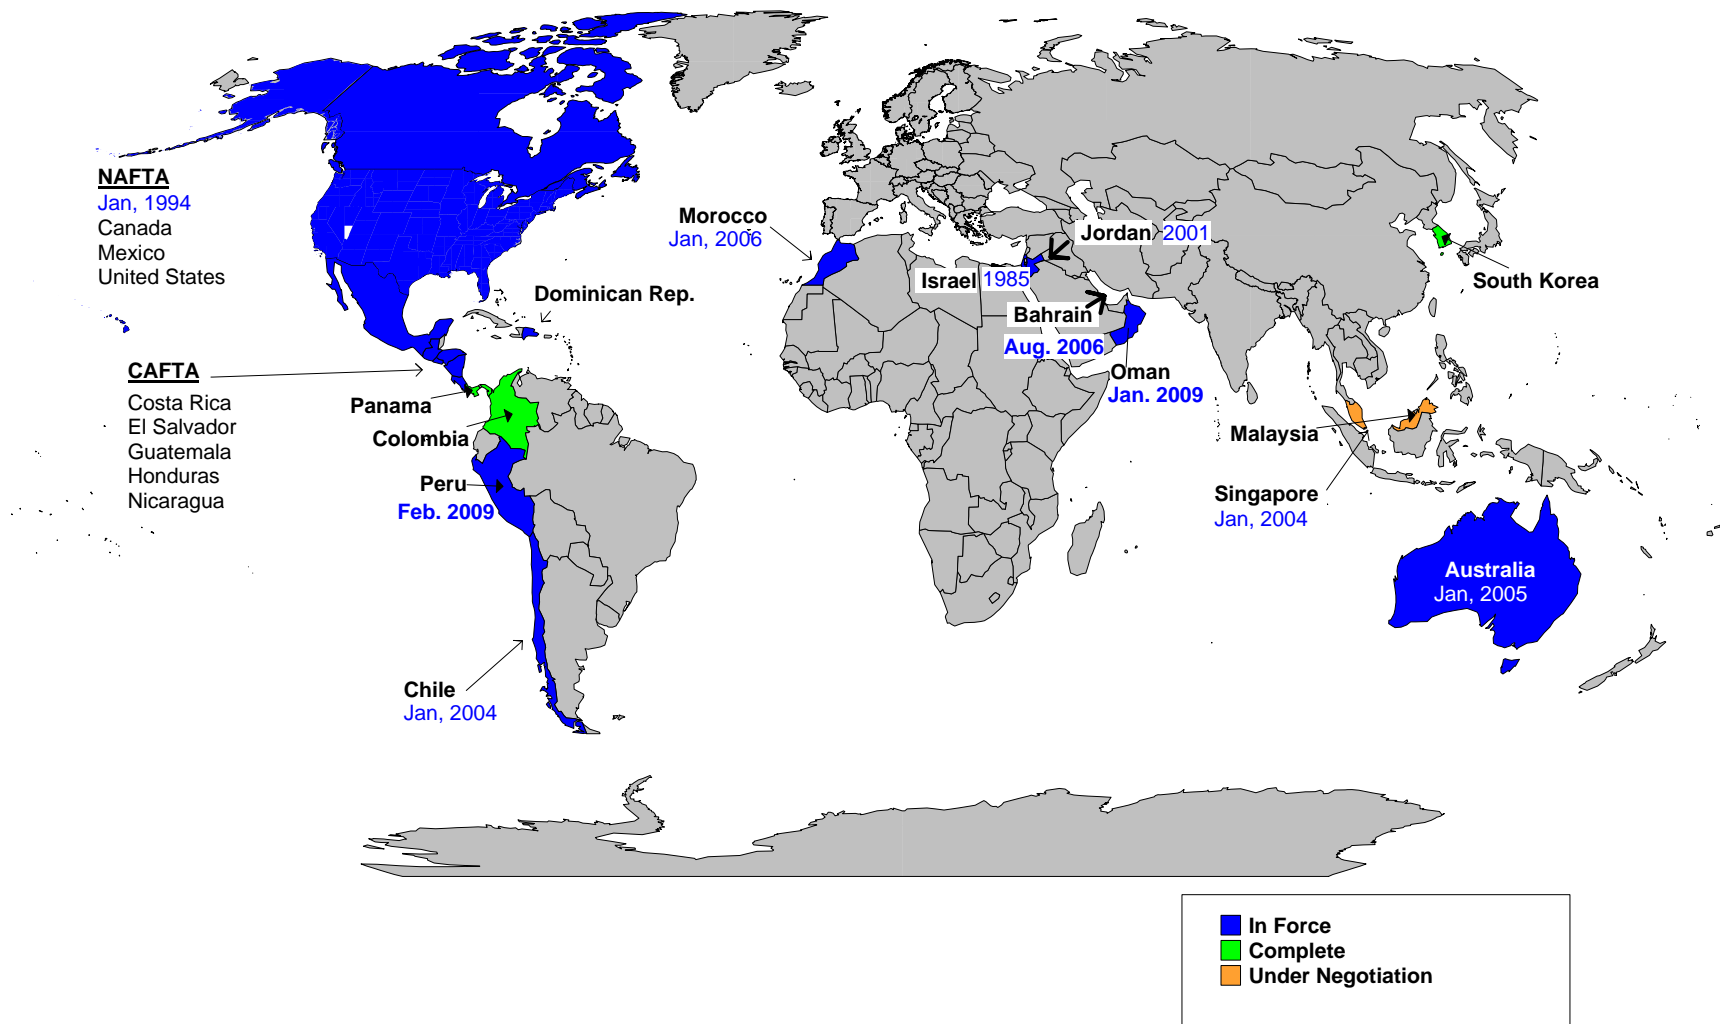 NAFTA
Jan, 1994
Canada
Mexico
United States
CAFTA
Costa Rica
El Salvador
Guatemala
Honduras
Nicaragua
Dominican Rep.
Panama
Colombia
Peru
Feb. 2009
Chile
Jan, 2004
Morocco
Jan, 2006
Jordan 2001
Israel 1985
Bahrain
Aug. 2006
Oman
Jan. 2009
South Korea
Malaysia
Singapore
Jan, 2004
Australia
Jan, 2005
In Force
Complete
Under Negotiation